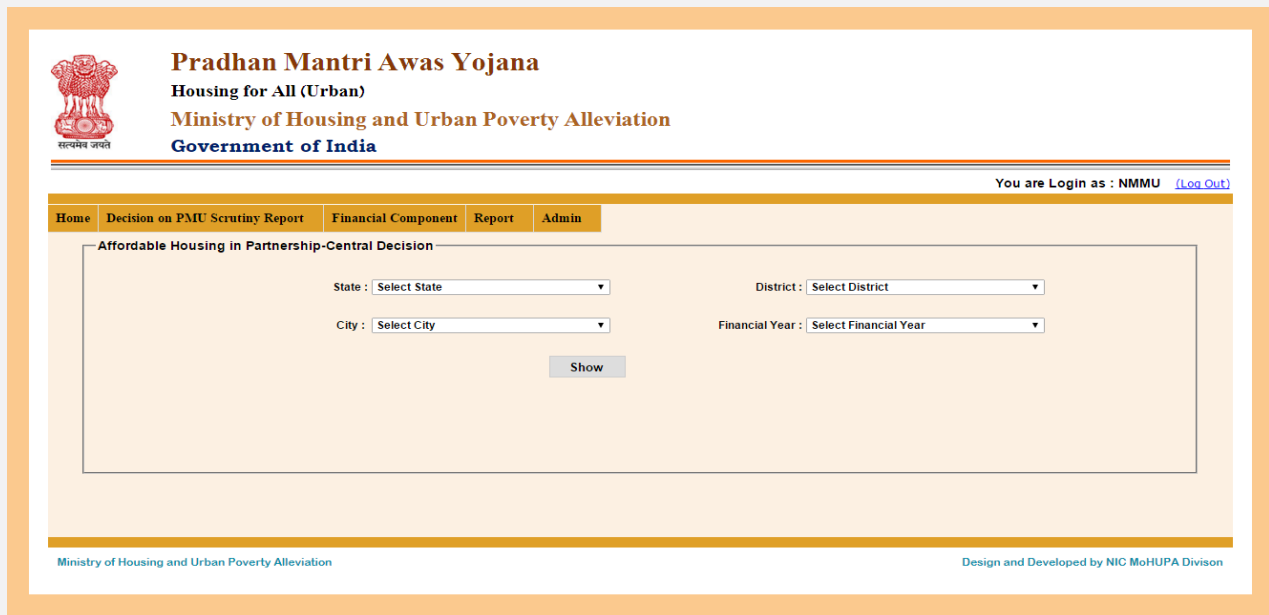 Pradhan Mantri Awas Yojana
Housing for All (Urban)
Ministry of Housing and Urban Poverty Alleviation
सत्यमेव जयते
Government of India
You are Login as : NMMU (Log Out)
Home Decision on PMU Scrutiny Report Financial Component Report Admin
Affordable Housing in Partnership-Central Decision
State : Select State District : Select District
City : Select City Financial Year : Select Financial Year
Show
Ministry of Housing and Urban Poverty Alleviation Design and Developed by NIC MoHUPA Divison